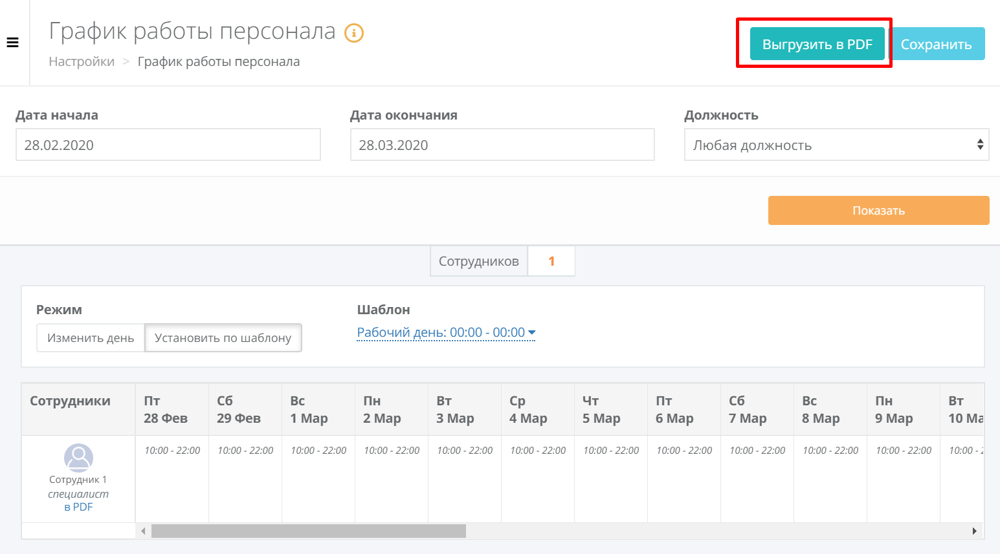 График работы персонала
Настройки > График работы персонала
Выгрузить в PDF
Сохранить
Дата начала
Дата окончания
Должность
28.02.2020
28.03.2020
Любая должность
Показать
Сотрудников 1
Режим
Шаблон
Изменить день
Установить по шаблону
Рабочий день: 00:00 - 00:00
Сотрудники
Пт
28 Фев
Сб
29 Фев
Вс
1 Мар
Пн
2 Мар
Вт
3 Мар
Ср
4 Мар
Чт
5 Мар
Пт
6 Мар
Сб
7 Мар
Вс
8 Мар
Пн
9 Мар
Вт
10 Ма
Сотрудник 1
специалист
в PDF
10:00 - 22:00
10:00 - 22:00
10:00 - 22:00
10:00 - 22:00
10:00 - 22:00
10:00 - 22:00
10:00 - 22:00
10:00 - 22:00
10:00 - 22:00
10:00 - 22:00
10:00 - 22:00
10:00 -